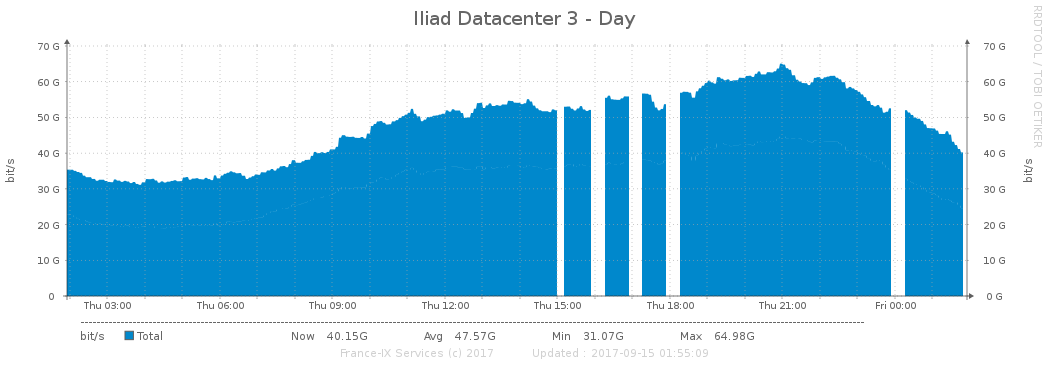 Iliad Datacenter 3 - Day
RRDTOOL / TOBI OETIKER
70 G 70 G
60 G 60 G
50 G 50 G
40 G 40 G
30 G 30 G
20 G 20 G
10 G 10 G
0 0 G
bit/s bit/s
Thu 03:00 Thu 06:00 Thu 09:00 Thu 12:00 Thu 15:00 Thu 18:00 Thu 21:00 Fri 00:00
bit/s Total Now 40.15G Avg 47.57G Min 31.07G Max 64.98G
France-IX Services (c) 2017 Updated : 2017-09-15 01:55:09